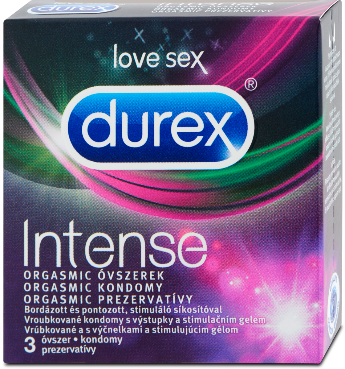 love sex
durex®
Intense
ORGASMIC ÓVSZEREK
ORGASMIC KONDOMY
ORGASMIC PREZERVATÍVY
Bordázott és pontozott, stimuláló síkosítóval
Vroubkované kondomy s výstupky a stimulačním gelem
Vrúbkované a s výčnelkami a stimulujúcim gélom
3 óvszer • kondomy
prezervatívy